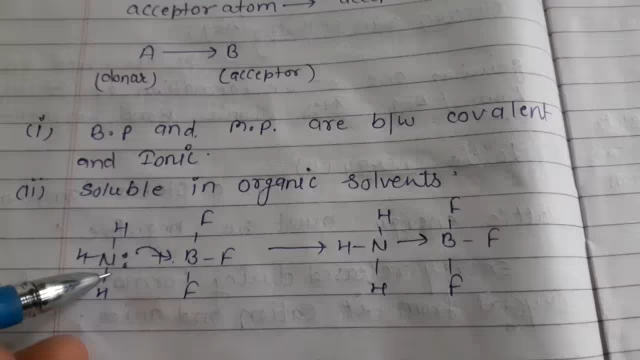 acceptor atom →
A → B
(donar) (acceptor)
(i) B.P and M.P. are b/w covalent
and Ionic.
(ii) Soluble in organic solvents.
H F H F
H-N: B-F → H-N → B-F
H F H F